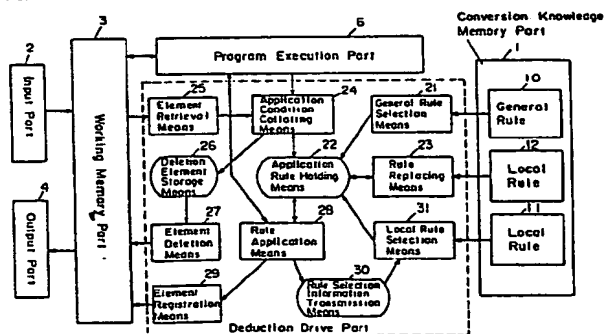 Conversion Knowledge
Memory Part
3
6
1
2
Program Execution Part
25
24
21
10
Input Part
Working Memory Part
Element
Retrieval
Means
Application
Condition
Collating
Means
General Rule
Selection
Means
General
Rule
26
22
23
12
4
Deletion
Element
Storage
Means
Application
Rule Holding
Means
Rule
Replacing
Means
Local
Rule
27
28
31
11
Output Part
Element
Deletion
Means
Rule
Application
Means
Local Rule
Selection
Means
Local
Rule
29
30
Element
Registration
Means
Rule Selection
Information
Transmission
Means
Deduction Drive Part